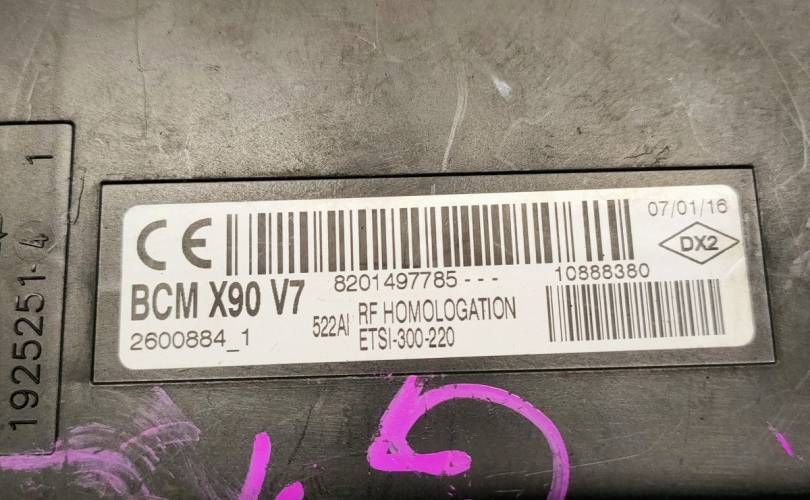 1925251-4 1
CE
07/01/16
DX2
8201497785---
10888380
BCM X90 V7
2600884_1
522AI
RF HOMOLOGATION
ETSI-300-220